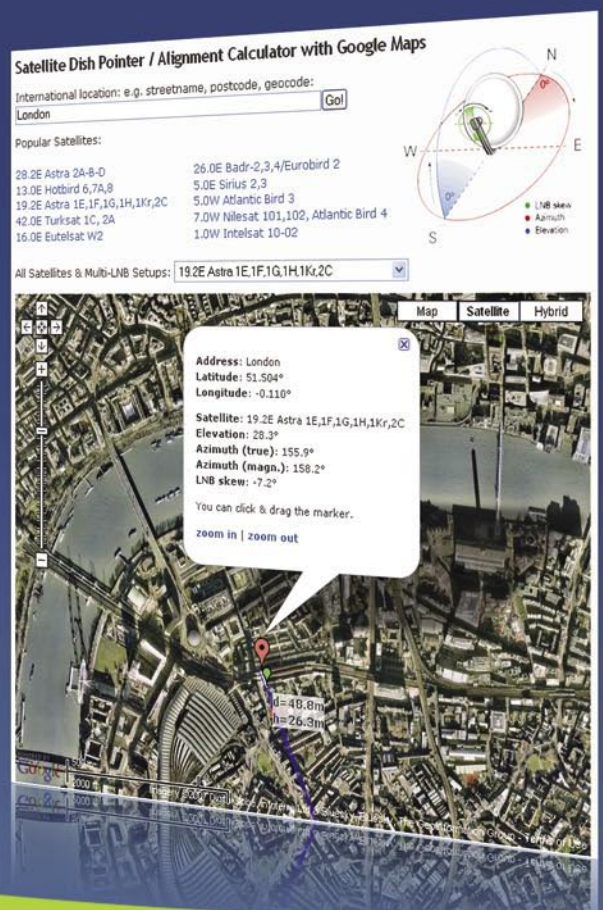 Satellite Dish Pointer / Alignment Calculator with Google Maps
International location: e.g. streetname, postcode, geocode:
London
Go!
Popular Satellites:
28.2E Astra 2A-B-D
13.0E Hotbird 6,7A,8
19.2E Astra 1E,1F,1G,1H,1Kr,2C
42.0E Turksat 1C, 2A
16.0E Eutelsat W2
26.0E Badr-2,3,4/Eurobird 2
5.0E Sirius 2,3
5.0W Atlantic Bird 3
7.0W Nilesat 101,102, Atlantic Bird 4
1.0W Intelsat 10-02
N
0°
W
E
0°
S
LNB skew
Azimuth
Elevation
All Satellites & Multi-LNB Setups:
19.2E Astra 1E,1F,1G,1H,1Kr,2C
Map
Satellite
Hybrid
Address: London
Latitude: 51.504°
Longitude: -0.110°
Satellite: 19.2E Astra 1E,1F,1G,1H,1Kr,2C
Elevation: 28.3°
Azimuth (true): 155.9°
Azimuth (magn.): 158.2°
LNB skew: -7.2°
You can click & drag the marker.
zoom in | zoom out
d=48.8m
h=26.3m
Google
Group - Terms of Use